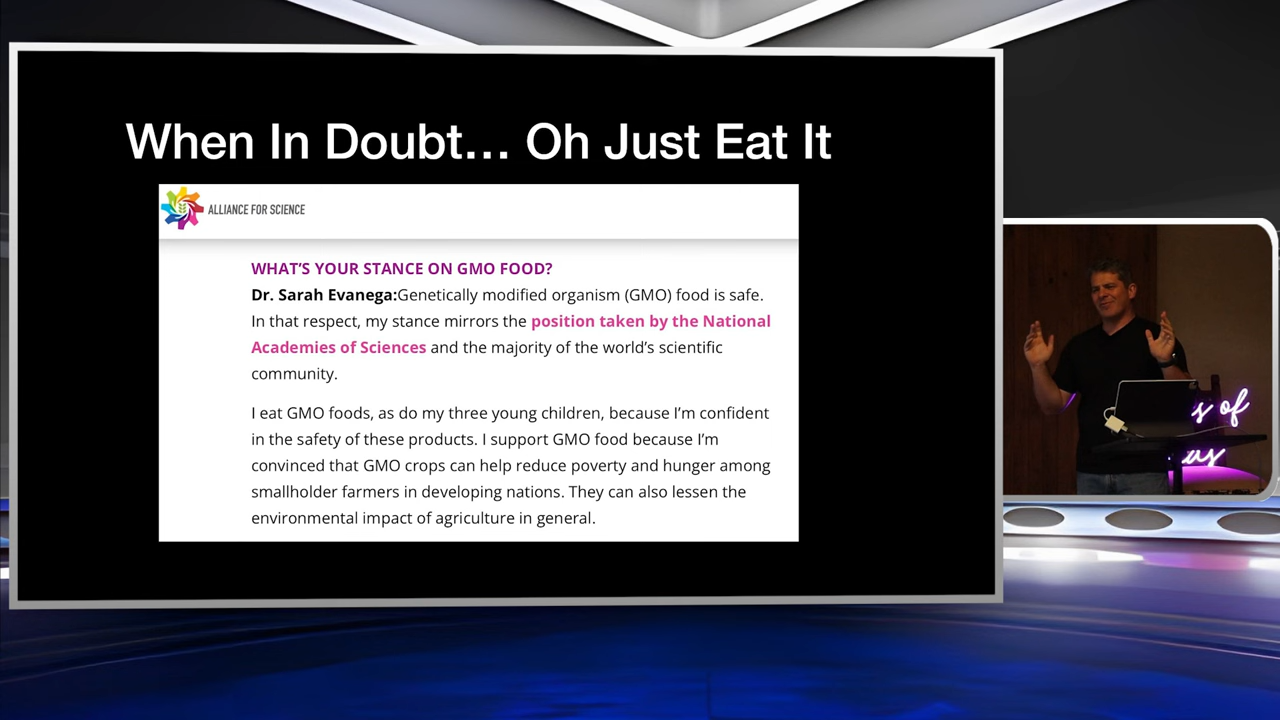 When In Doubt... Oh Just Eat It
ALLIANCE FOR SCIENCE
WHAT'S YOUR STANCE ON GMO FOOD?
Dr. Sarah Evanega:Genetically modified organism (GMO) food is safe.
In that respect, my stance mirrors the position taken by the National
Academies of Sciences and the majority of the world's scientific
community.
I eat GMO foods, as do my three young children, because I'm confident
in the safety of these products. I support GMO food because I'm
convinced that GMO crops can help reduce poverty and hunger among
smallholder farmers in developing nations. They can also lessen the
environmental impact of agriculture in general.
of